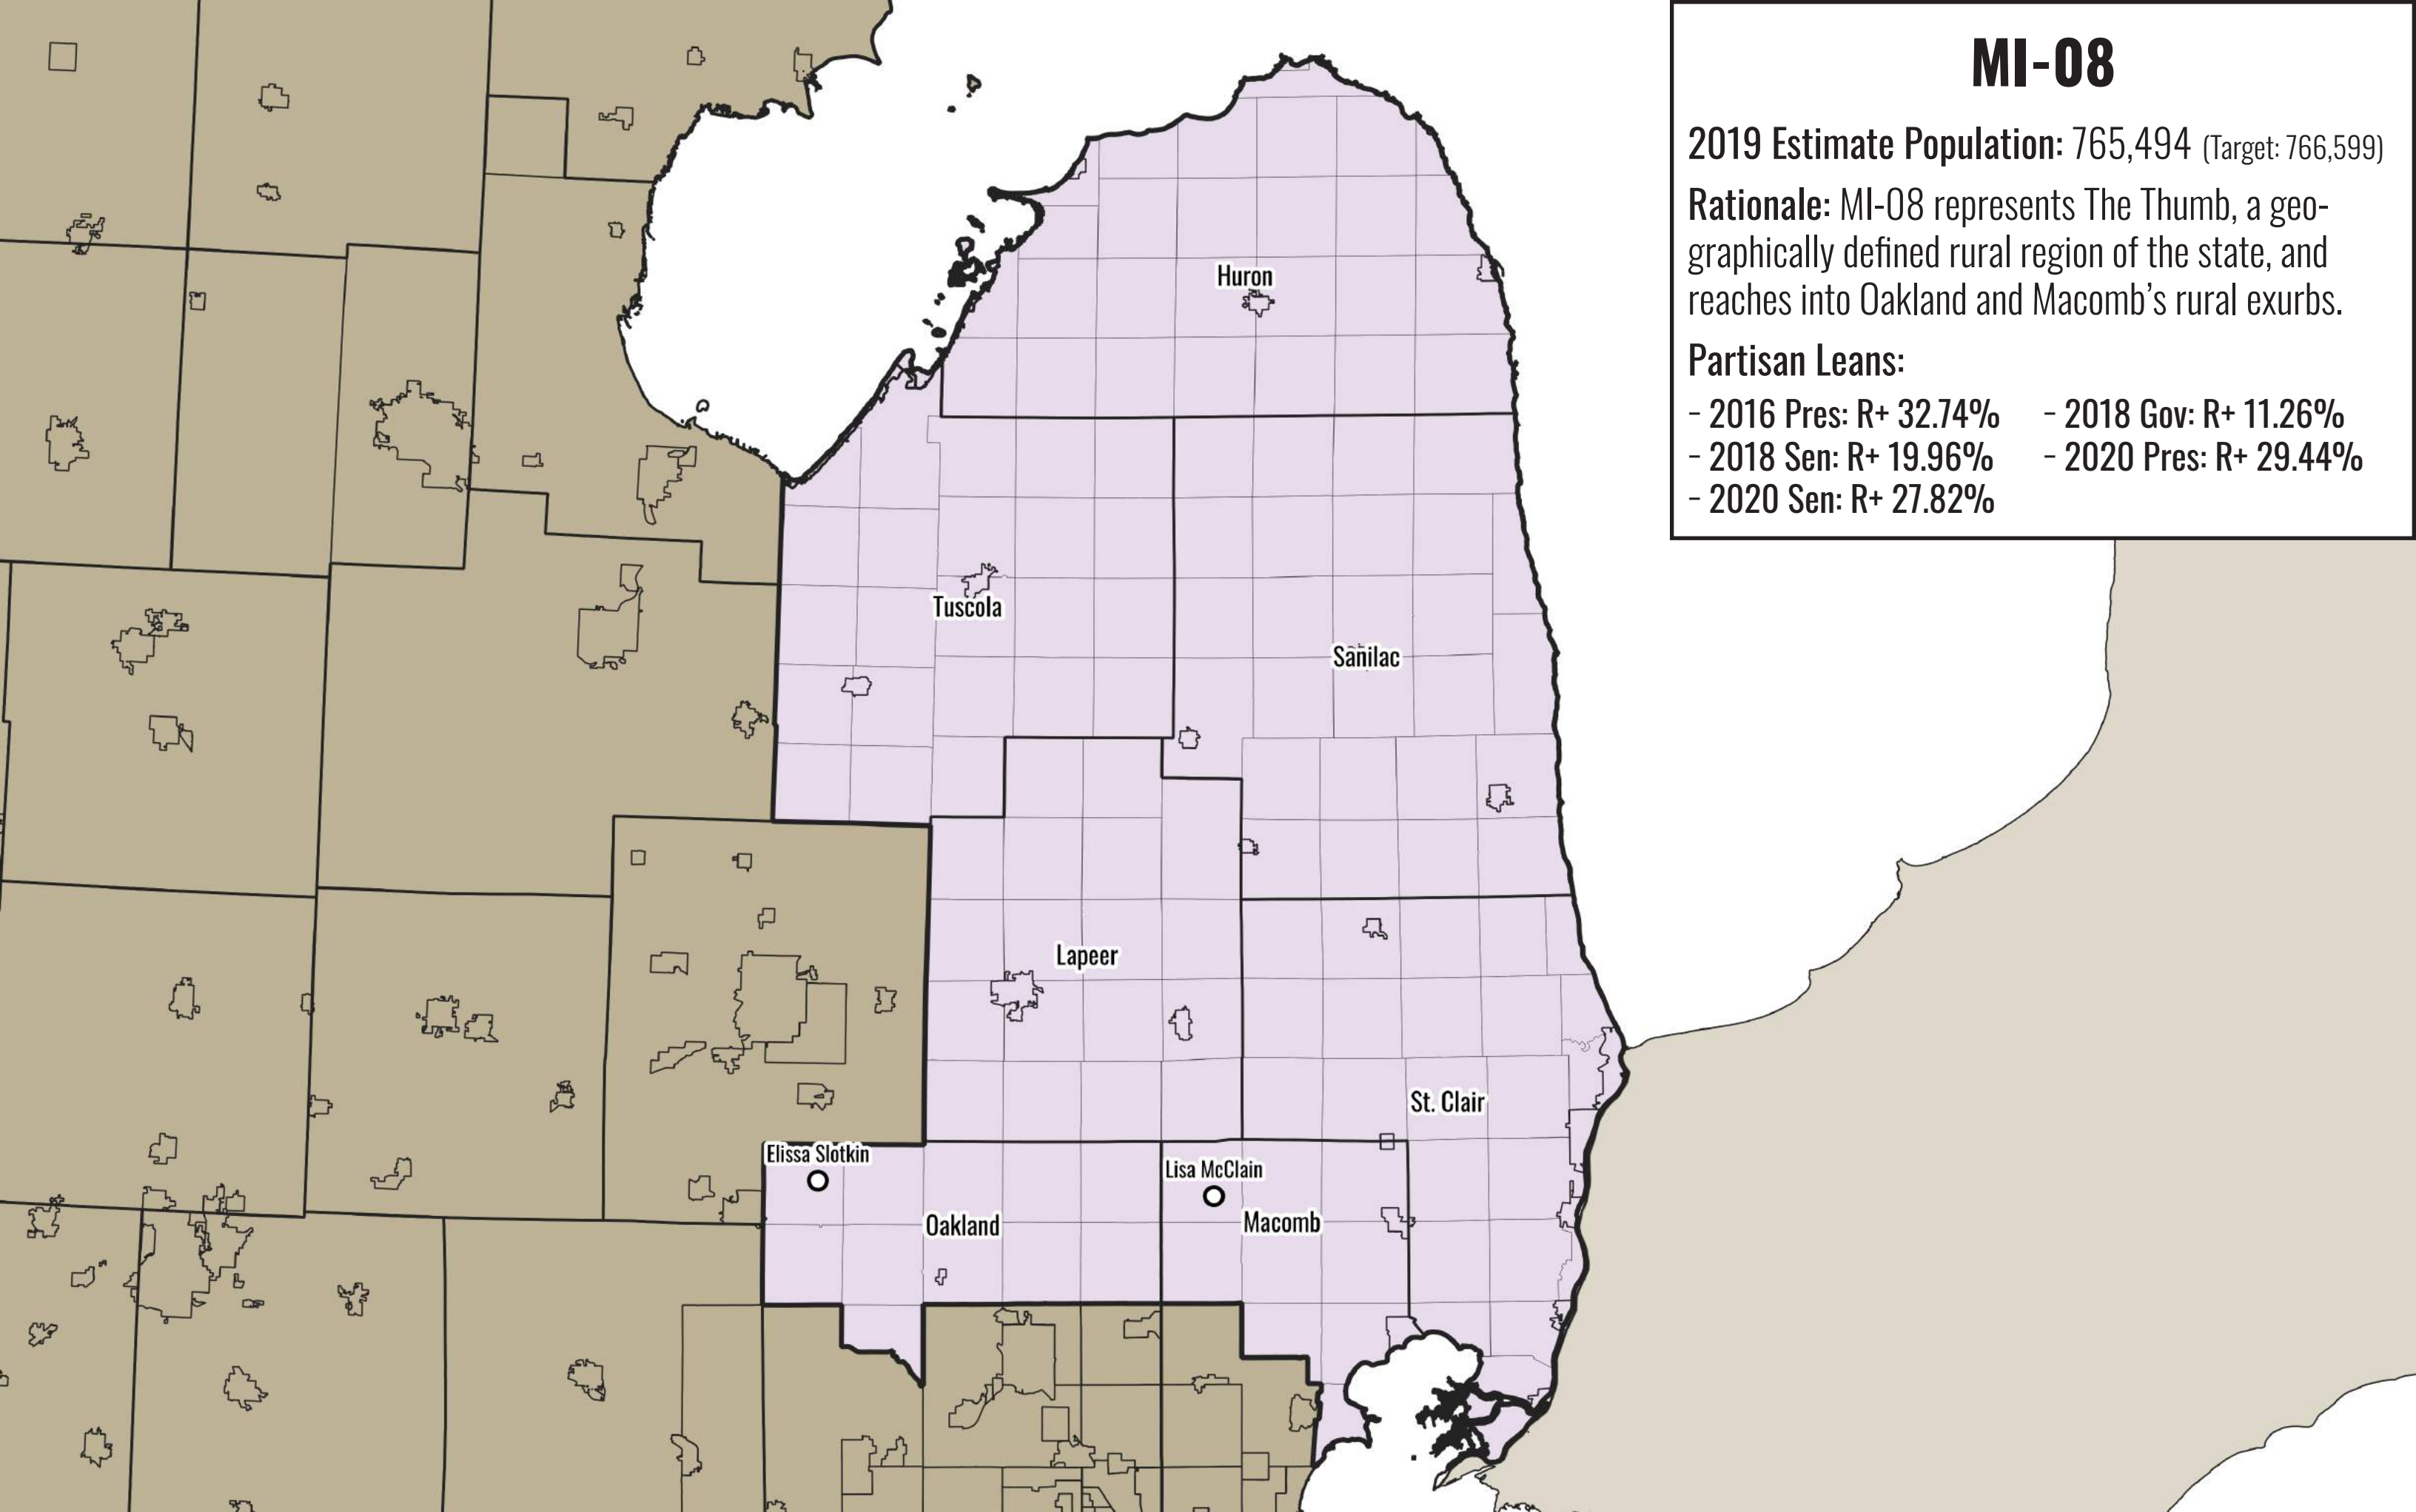 MI-08
2019 Estimate Population: 765,494 (Target: 766,599)
Rationale: MI-08 represents The Thumb, a geo-
graphically defined rural region of the state, and
reaches into Oakland and Macomb’s rural exurbs.
Partisan Leans:
- 2016 Pres: R+ 32.74% - 2018 Gov: R+ 11.26%
- 2018 Sen: R+ 19.96% - 2020 Pres: R+ 29.44%
- 2020 Sen: R+ 27.82%
Huron
Tuscola
Sanilac
Lapeer
St. Clair
Elissa Slotkin
Lisa McClain
Oakland
Macomb